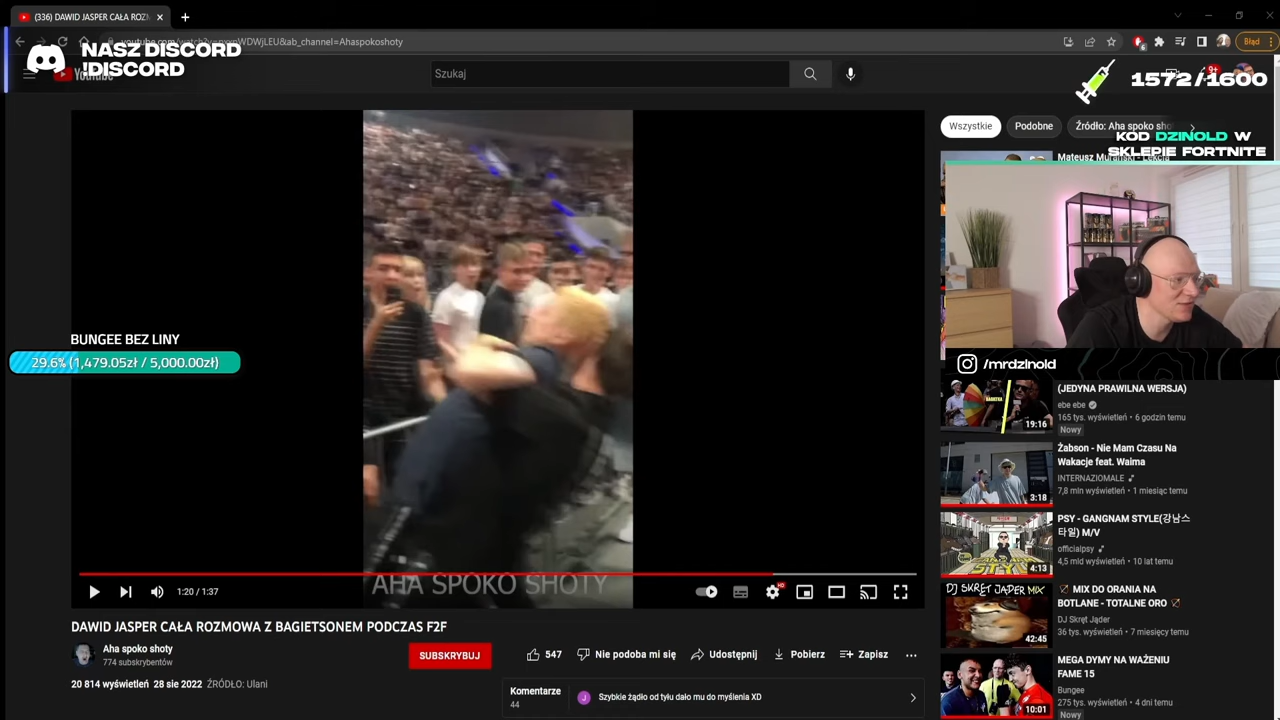 (336) DAWID JASPER CAŁA ROZM
Błąd
NASZ DISCORD
!DISCORD
Szukaj
9+
1572/1600
KOD DZINOLD W
SKLEPIE FORTNITE
Wszystkie
Podobne
Źródło: Aha spoko sho
BUNGEE BEZ LINY
29.6% (1,479.05zł / 5,000.00zł)
/mrdzinold
(JEDYNA PRAWILNA WERSJA)
ebe ebe
165 tys. wyświetleń • 6 godzin temu
Nowy
19:16
Żabson - Nie Mam Czasu Na
Wakacje feat. Waima
INTERNAZIOMALE
7,8 mln wyświetleń • 1 miesiąc temu
3:18
PSY - GANGNAM STYLE(강남스
타일) M/V
officialpsy
4,5 mld wyświetleń • 10 lat temu
4:13
MIX DO ORANIA NA
BOTLANE - TOTALNE ORO
DJ Skręt Jąder
36 tys. wyświetleń • 7 miesięcy temu
DJ SKRĘT JĄDER MIX
42:45
MEGA DYMY NA WAŻENIU
FAME 15
Bungee
275 tys. wyświetleń • 4 dni temu
Nowy
10:01
AHA SPOKO SHOTY
1:20 / 1:37
HD
DAWID JASPER CAŁA ROZMOWA Z BAGIETSONEM PODCZAS F2F
Aha spoko shoty
774 subskrybentów
SUBSKRYBUJ
547
Nie podoba mi się
Udostępnij
Pobierz
Zapisz
20 814 wyświetleń 28 sie 2022 ŹRÓDŁO: Ulani
Komentarze
44
J
Szybkie żądło od tyłu dało mu do myślenia XD